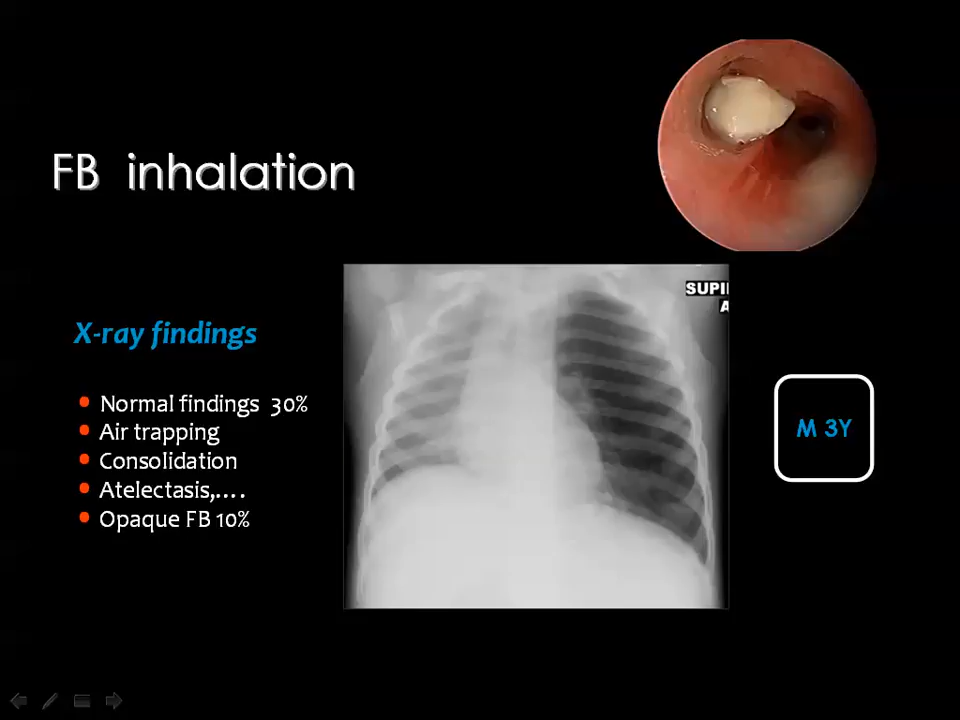 FB inhalation
SUPI
A
X-ray findings
Normal findings 30%
Air trapping
Consolidation
Atelectasis,....
Opaque FB 10%
M 3Y